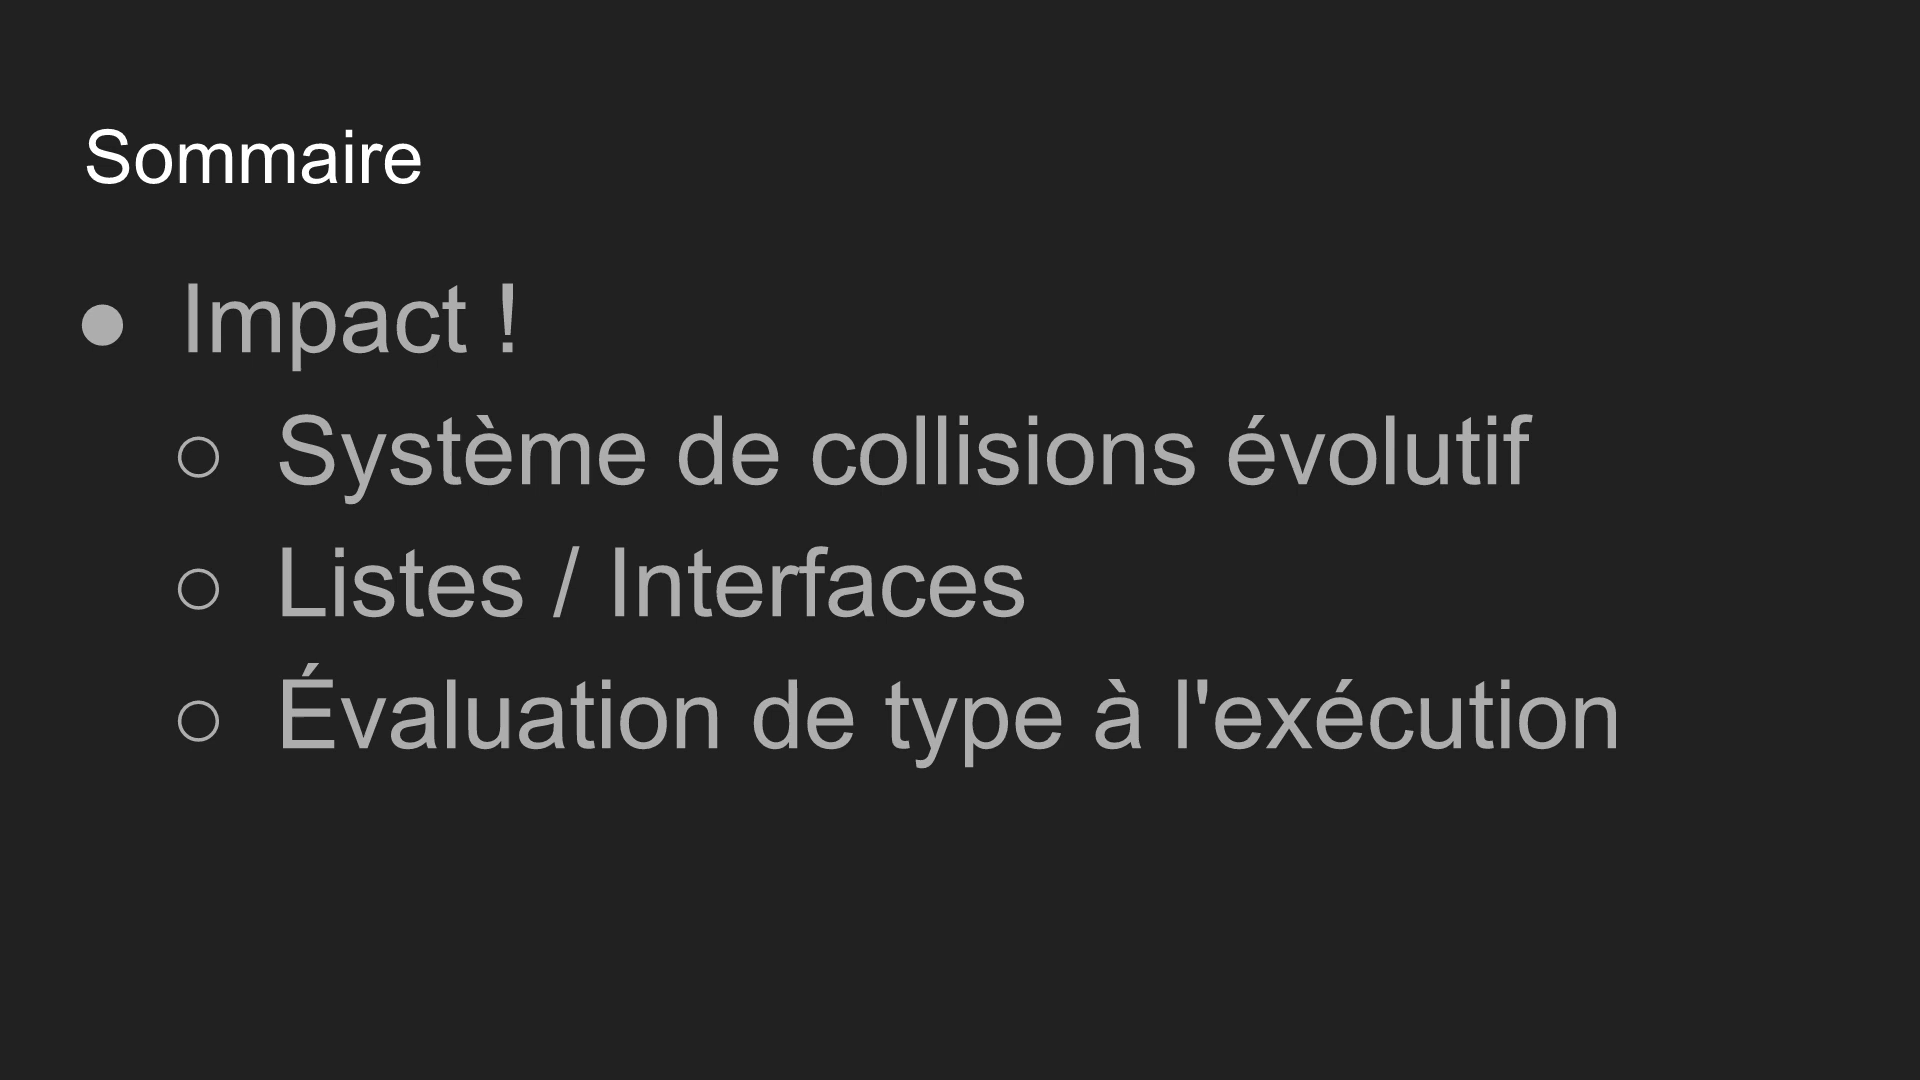 Sommaire
● Impact !
○ Système de collisions évolutif
○ Listes / Interfaces
○ Évaluation de type à l'exécution